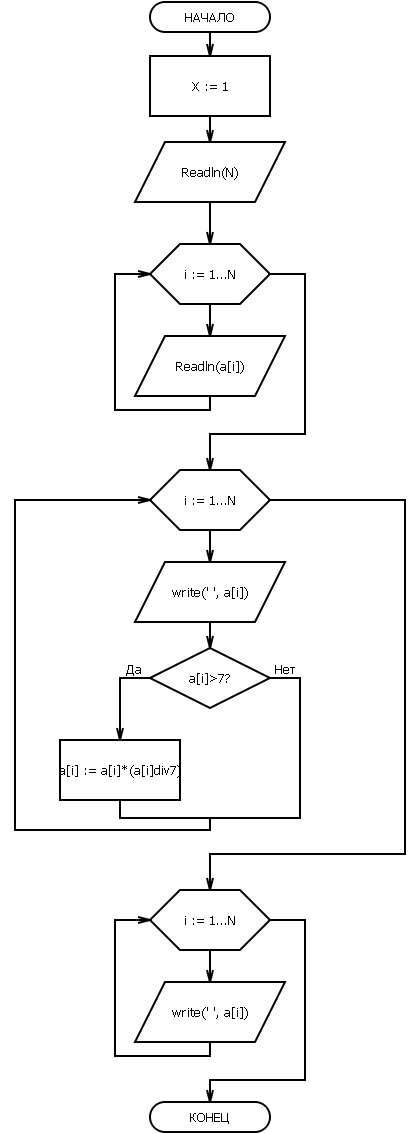 НАЧАЛО
X := 1
Readln(N)
i := 1...N
Readln(a[i])
i := 1...N
write(' ', a[i])
a[i]>7?
Да
Нет
a[i] := a[i]*(a[i]div7)
i := 1...N
write(' ', a[i])
КОНЕЦ